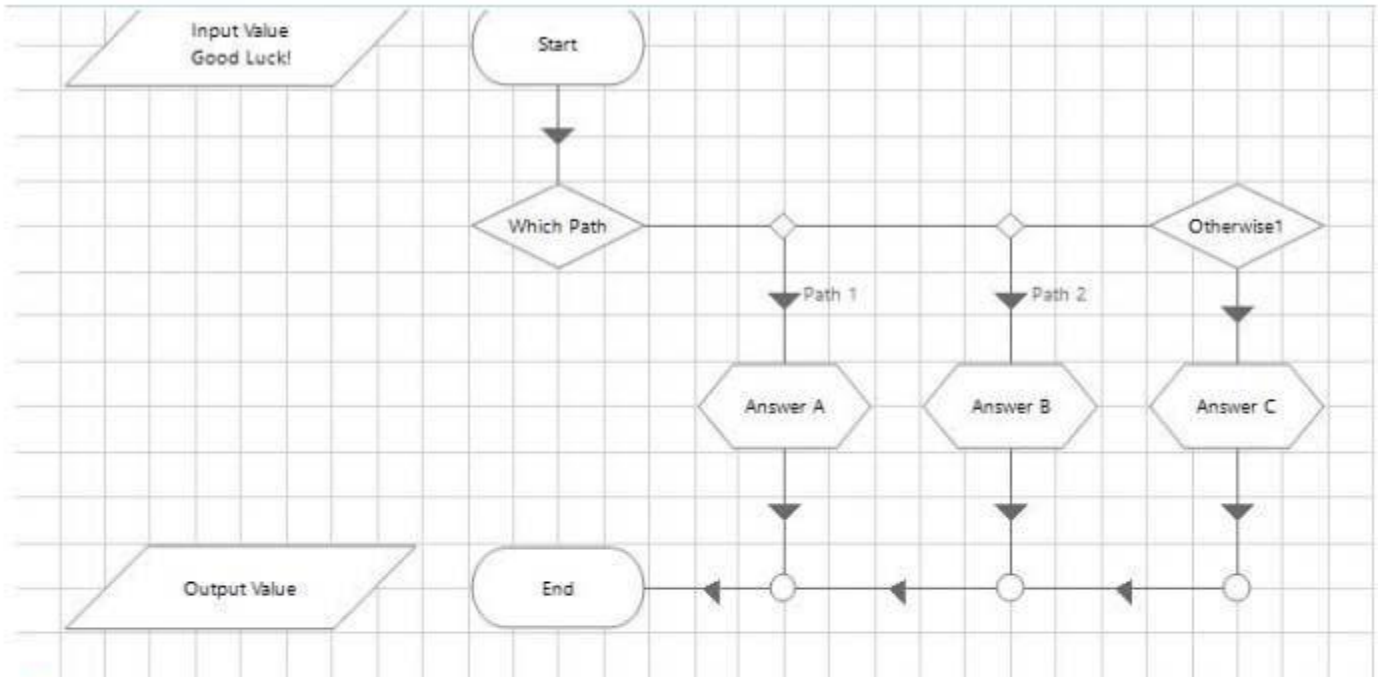 Input Value
Good Luck!
Start
Which Path
Otherwise1
Path 1
Path 2
Answer A
Answer B
Answer C
Output Value
End